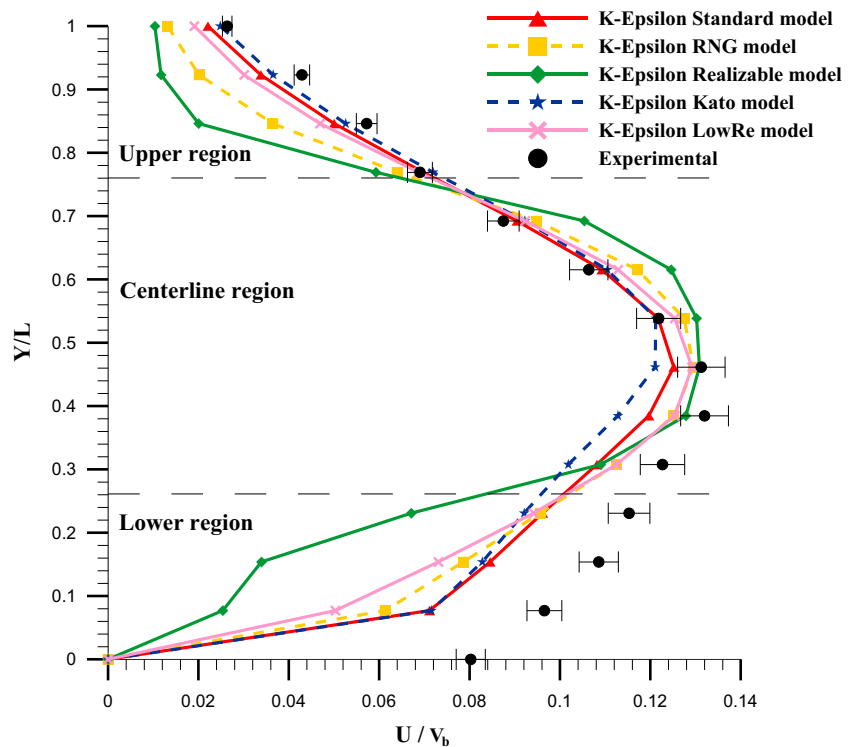 K-Epsilon Standard model
K-Epsilon RNG model
K-Epsilon Realizable model
K-Epsilon Kato model
K-Epsilon LowRe model
Experimental
Upper region
Centerline region
Lower region
Y/L
1
0.9
0.8
0.7
0.6
0.5
0.4
0.3
0.2
0.1
0
0 0.02 0.04 0.06 0.08 0.1 0.12 0.14
U / Vb